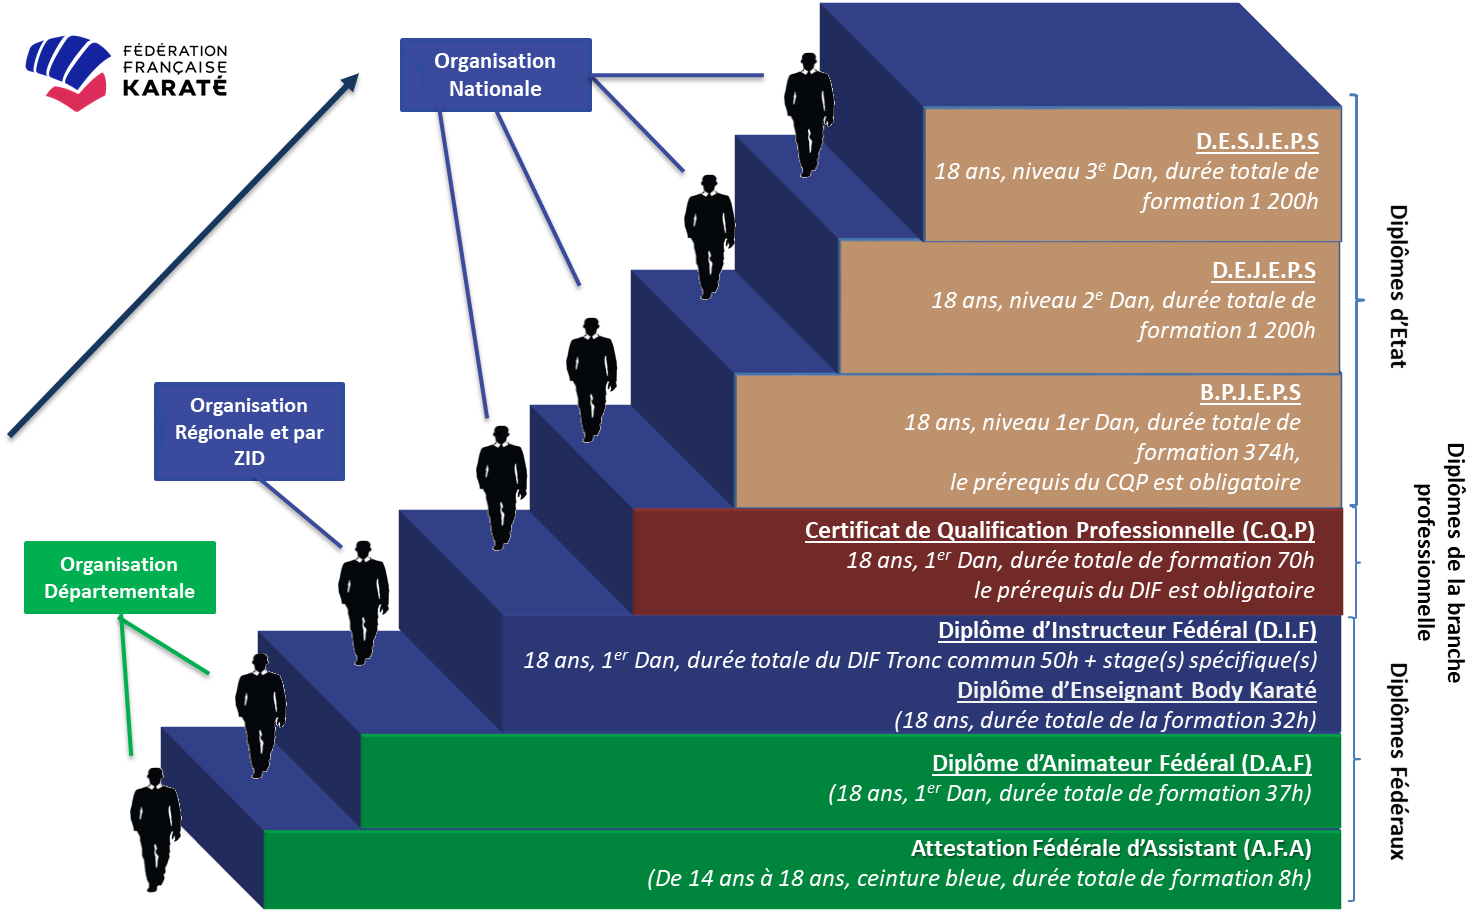 FÉDÉRATION
FRANÇAISE
KARATÉ
Organisation
Nationale
D.E.S.J.E.P.S
18 ans, niveau 3e Dan, durée totale de
formation 1 200h
D.E.J.E.P.S
18 ans, niveau 2e Dan, durée totale de
formation 1 200h
B.P.J.E.P.S
18 ans, niveau 1er Dan, durée totale de
formation 374h,
le prérequis du CQP est obligatoire
Diplômes d’Etat
Organisation
Régionale et par
ZID
Certificat de Qualification Professionnelle (C.Q.P)
18 ans, 1er Dan, durée totale de formation 70h
le prérequis du DIF est obligatoire
Diplômes de la branche
professionnelle
Organisation
Départementale
Diplôme d’Instructeur Fédéral (D.I.F)
18 ans, 1er Dan, durée totale du DIF Tronc commun 50h + stage(s) spécifique(s)
Diplôme d’Enseignant Body Karaté
(18 ans, durée totale de la formation 32h)
Diplôme d’Animateur Fédéral (D.A.F)
(18 ans, 1er Dan, durée totale de formation 37h)
Attestation Fédérale d’Assistant (A.F.A)
(De 14 ans à 18 ans, ceinture bleue, durée totale de formation 8h)
Diplômes Fédéraux